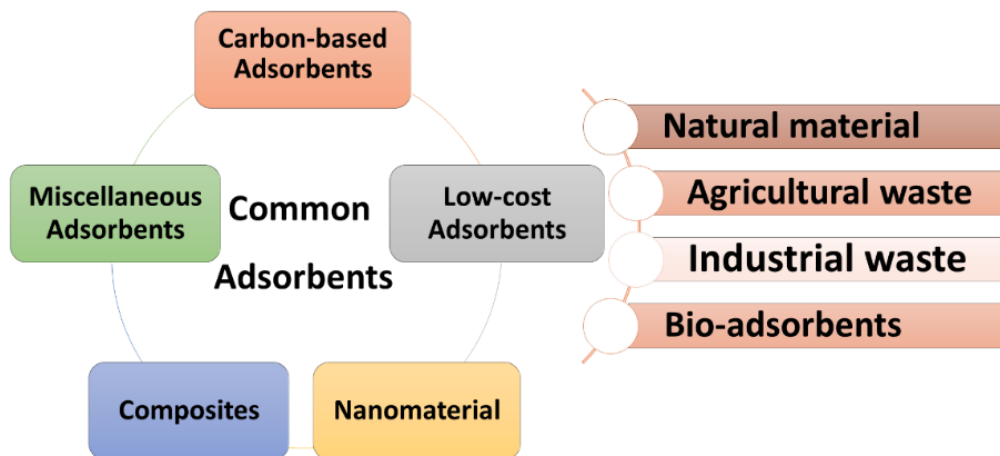 Carbon-based
Adsorbents
Miscellaneous
Adsorbents
Common
Adsorbents
Low-cost
Adsorbents
Composites
Nanomaterial
Natural material
Agricultural waste
Industrial waste
Bio-adsorbents